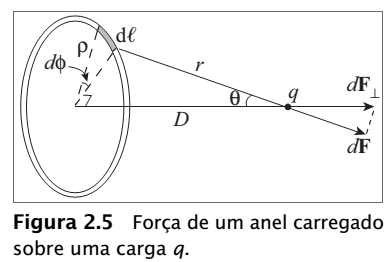 dℓ
ρ
dϕ
r
θ
q
D
dF⊥
dF
Figura 2.5 Força de um anel carregado
sobre uma carga q.